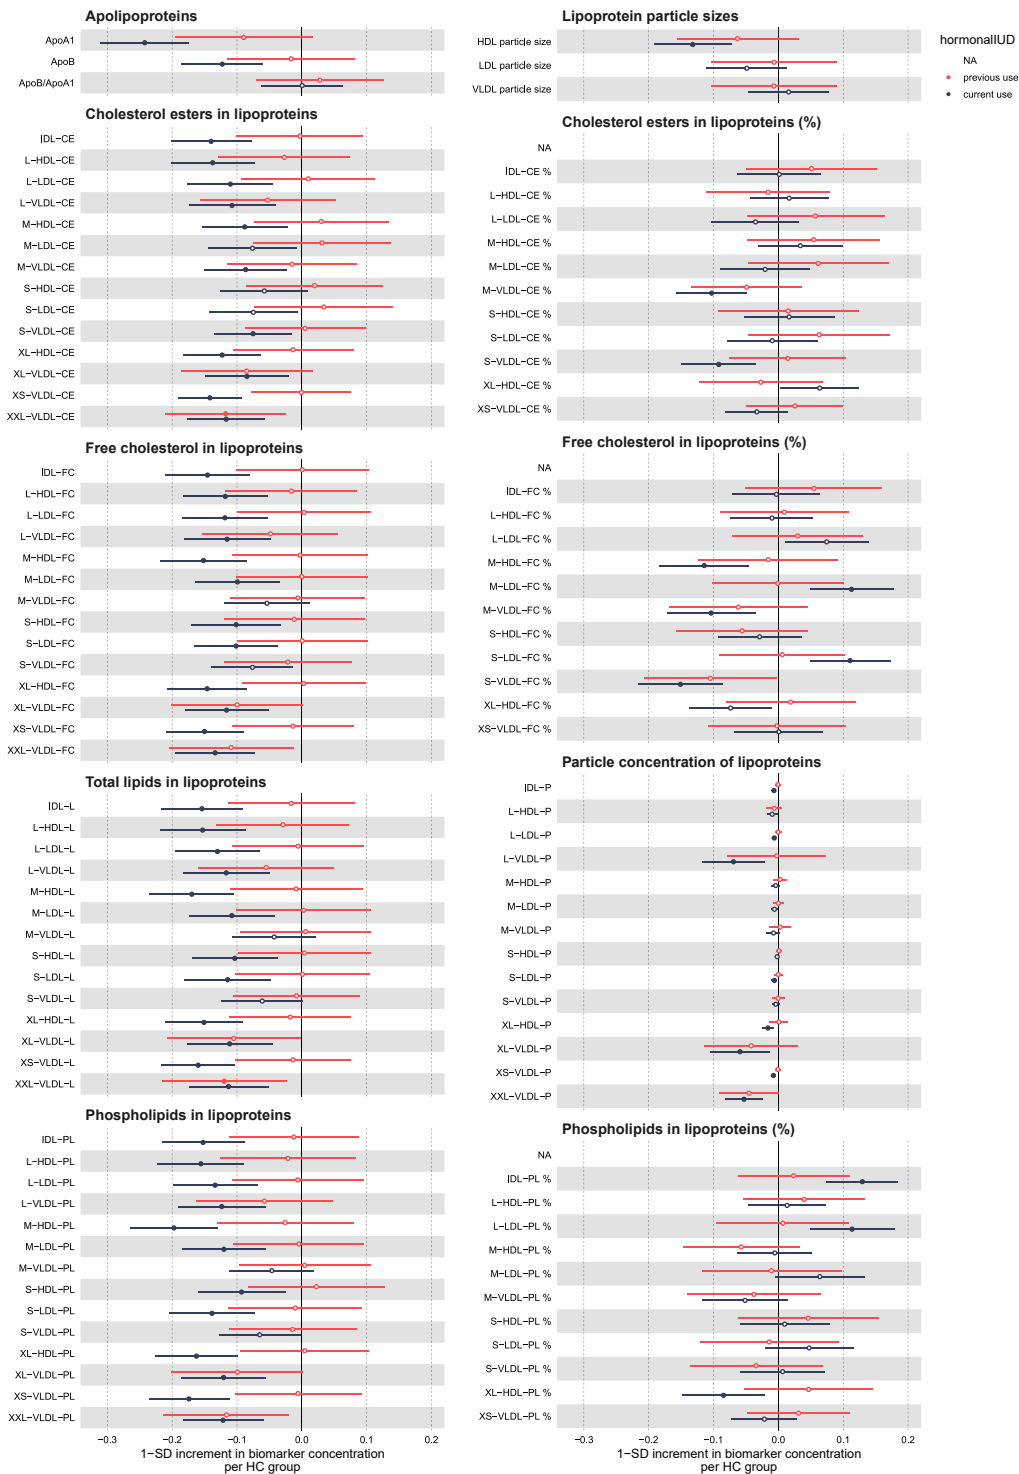 Apolipoproteins
ApoA1
ApoB
ApoB/ApoA1
Cholesterol esters in lipoproteins
IDL−CE
L−HDL−CE
L−LDL−CE
L−VLDL−CE
M−HDL−CE
M−LDL−CE
M−VLDL−CE
S−HDL−CE
S−LDL−CE
S−VLDL−CE
XL−HDL−CE
XL−VLDL−CE
XS−VLDL−CE
XXL−VLDL−CE
Free cholesterol in lipoproteins
IDL−FC
L−HDL−FC
L−LDL−FC
L−VLDL−FC
M−HDL−FC
M−LDL−FC
M−VLDL−FC
S−HDL−FC
S−LDL−FC
S−VLDL−FC
XL−HDL−FC
XL−VLDL−FC
XS−VLDL−FC
XXL−VLDL−FC
Total lipids in lipoproteins
IDL−L
L−HDL−L
L−LDL−L
L−VLDL−L
M−HDL−L
M−LDL−L
M−VLDL−L
S−HDL−L
S−LDL−L
S−VLDL−L
XL−HDL−L
XL−VLDL−L
XS−VLDL−L
XXL−VLDL−L
Phospholipids in lipoproteins
IDL−PL
L−HDL−PL
L−LDL−PL
L−VLDL−PL
M−HDL−PL
M−LDL−PL
M−VLDL−PL
S−HDL−PL
S−LDL−PL
S−VLDL−PL
XL−HDL−PL
XL−VLDL−PL
XS−VLDL−PL
XXL−VLDL−PL
−0.3 −0.2 −0.1 0.0 0.1 0.2
1−SD increment in biomarker concentration
per HC group
Lipoprotein particle sizes
HDL particle size
LDL particle size
VLDL particle size
Cholesterol esters in lipoproteins (%)
NA
IDL−CE %
L−HDL−CE %
L−LDL−CE %
M−HDL−CE %
M−LDL−CE %
M−VLDL−CE %
S−HDL−CE %
S−LDL−CE %
S−VLDL−CE %
XL−HDL−CE %
XS−VLDL−CE %
Free cholesterol in lipoproteins (%)
NA
IDL−FC %
L−HDL−FC %
L−LDL−FC %
M−HDL−FC %
M−LDL−FC %
M−VLDL−FC %
S−HDL−FC %
S−LDL−FC %
S−VLDL−FC %
XL−HDL−FC %
XS−VLDL−FC %
Particle concentration of lipoproteins
IDL−P
L−HDL−P
L−LDL−P
L−VLDL−P
M−HDL−P
M−LDL−P
M−VLDL−P
S−HDL−P
S−LDL−P
S−VLDL−P
XL−HDL−P
XL−VLDL−P
XS−VLDL−P
XXL−VLDL−P
Phospholipids in lipoproteins (%)
NA
IDL−PL %
L−HDL−PL %
L−LDL−PL %
M−HDL−PL %
M−LDL−PL %
M−VLDL−PL %
S−HDL−PL %
S−LDL−PL %
S−VLDL−PL %
XL−HDL−PL %
XS−VLDL−PL %
−0.3 −0.2 −0.1 0.0 0.1 0.2
1−SD increment in biomarker concentration
per HC group
hormonalIUD
NA
previous use
current use